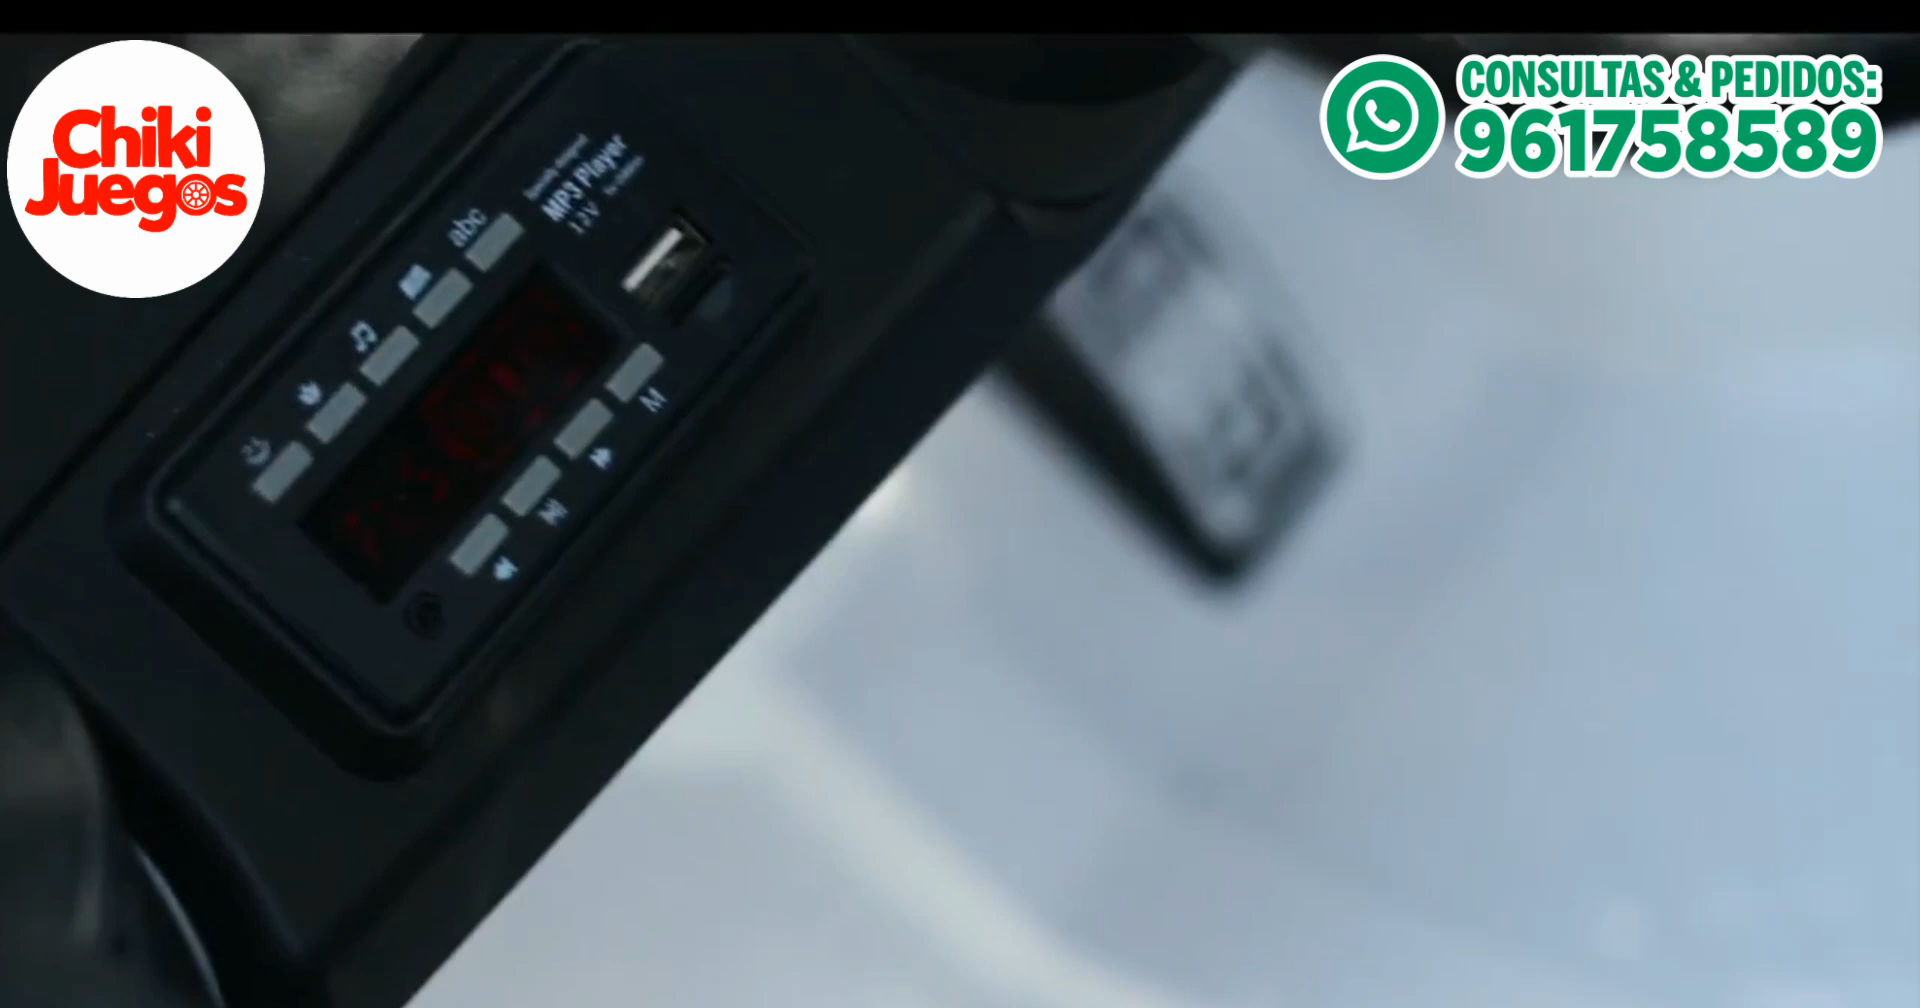 Chiki
Juegos
CONSULTAS & PEDIDOS:
961758589
abc
MP3 Player
12V
M